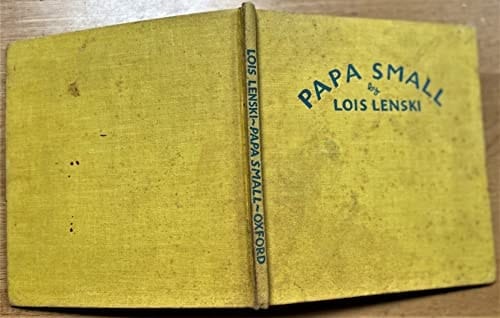 LOIS LENSKI~PAPA SMALL~OXFORD
PAPA SMALL
by
LOIS LENSKI